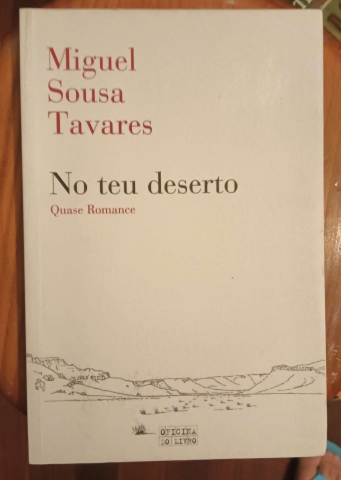 Miguel
Sousa
Tavares
No teu deserto
Quase Romance
OFICINA
DO LIVRO